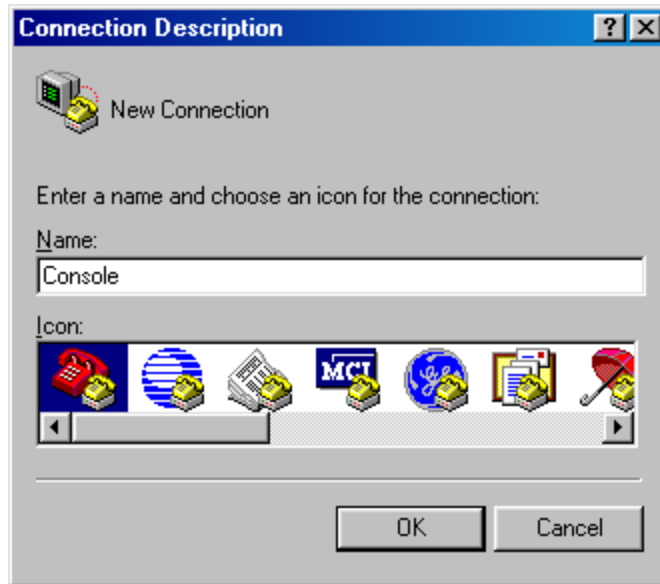 Connection Description
New Connection
Enter a name and choose an icon for the connection:
Name:
Console
Icon:
MCI
OK Cancel